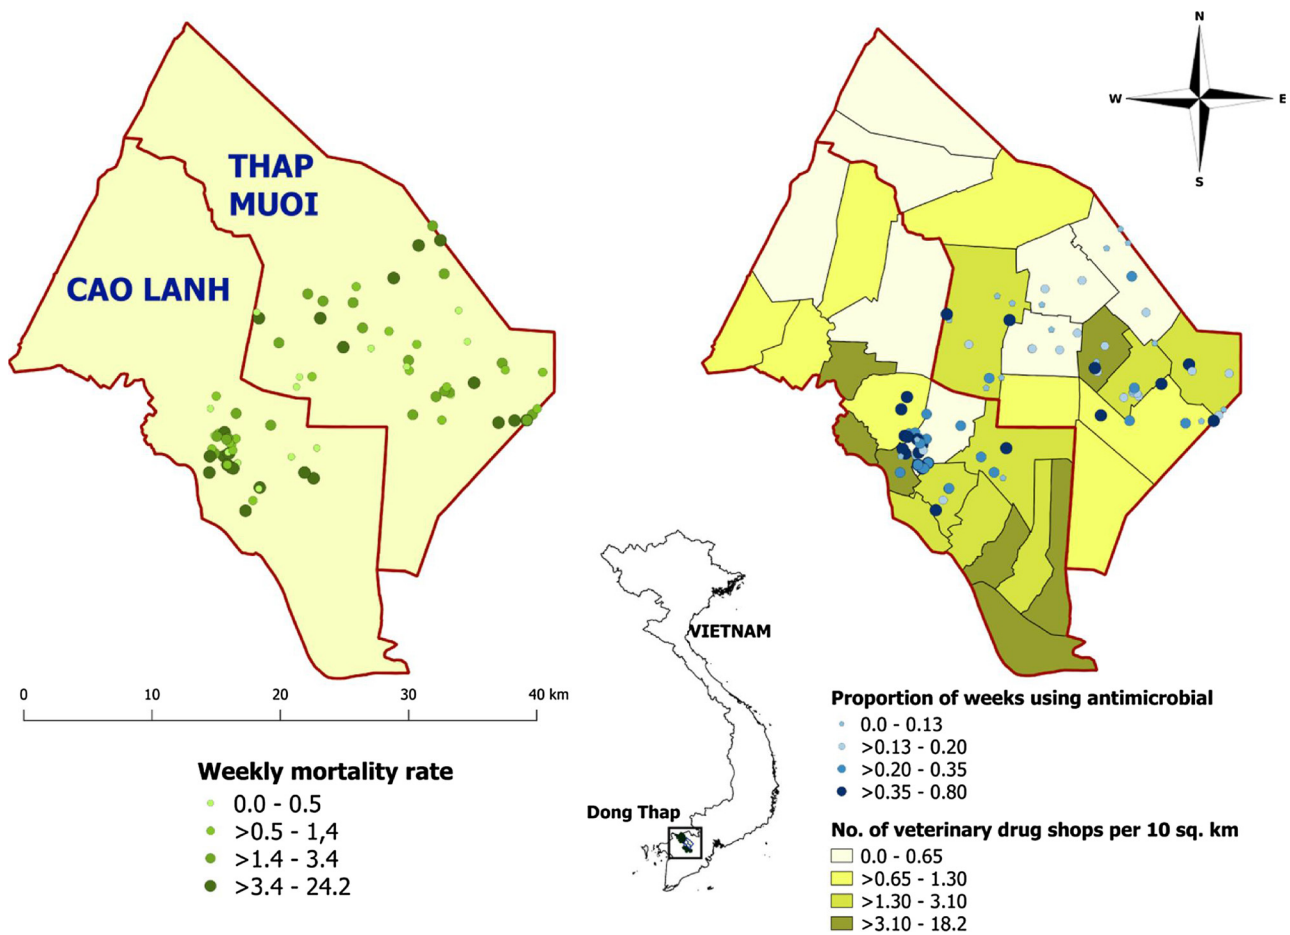 N
W
E
S
THAP
MUOI
CAO LANH
VIETNAM
0
10
20
30
40 km
Dong Thap
Weekly mortality rate
0.0 - 0.5
>0.5 - 1,4
>1.4 - 3.4
>3.4 - 24.2
Proportion of weeks using antimicrobial
0.0 - 0.13
>0.13 - 0.20
>0.20 - 0.35
>0.35 - 0.80
No. of veterinary drug shops per 10 sq. km
0.0 - 0.65
>0.65 - 1.30
>1.30 - 3.10
>3.10 - 18.2